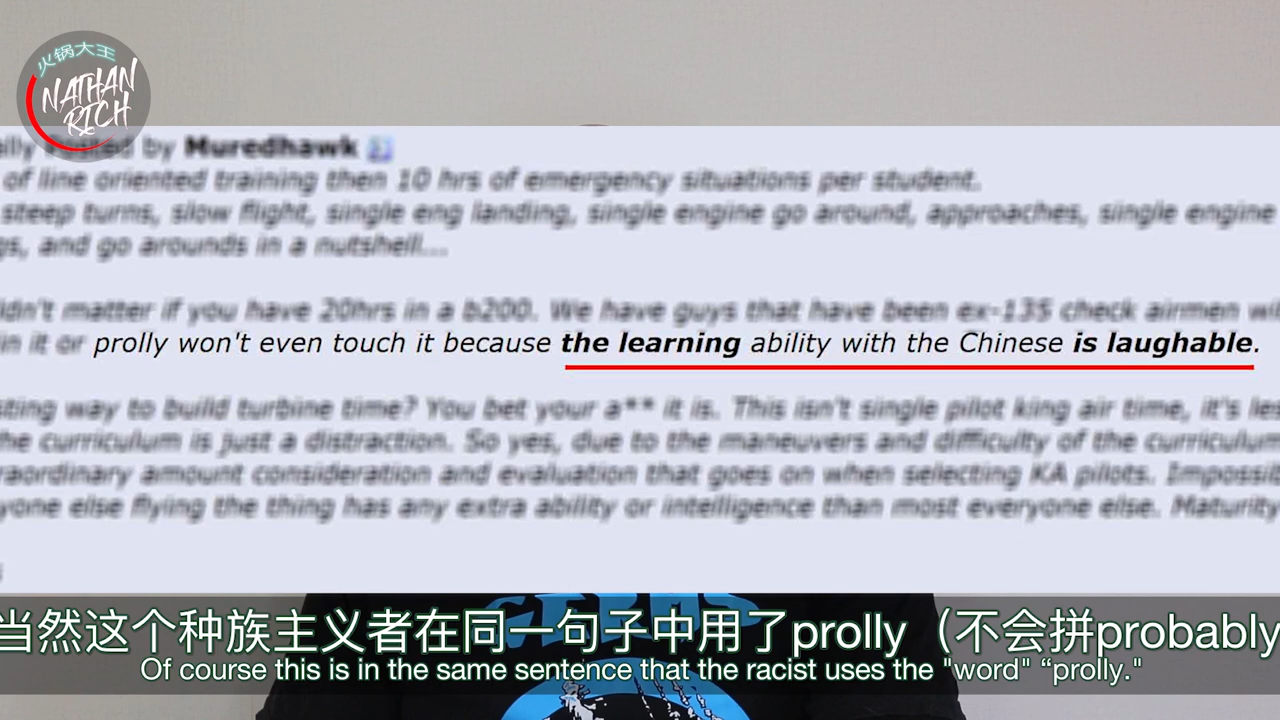 火锅大王
NATHAN
RICH
ally Posted by Muredhawk
of line oriented training then 10 hrs of emergency situations per student.
steep turns, slow flight, single eng landing, single engine go around, approaches, single engine
gs, and go arounds in a nutshell...
ldn't matter if you have 20hrs in a b200. We have guys that have been ex-135 check airmen wi
in it or prolly won't even touch it because the learning ability with the Chinese is laughable.
sting way to build turbine time? You bet your a** it is. This isn't single pilot king air time, it's les
he curriculum is just a distraction. So yes, due to the maneuvers and difficulty of the curriculum
raordinary amount consideration and evaluation that goes on when selecting KA pilots. Impossib
yone else flying the thing has any extra ability or intelligence than most everyone else. Maturity
当然这个种族主义者在同一句子中用了prolly（不会拼probably
Of course this is in the same sentence that the racist uses the "word" “prolly."